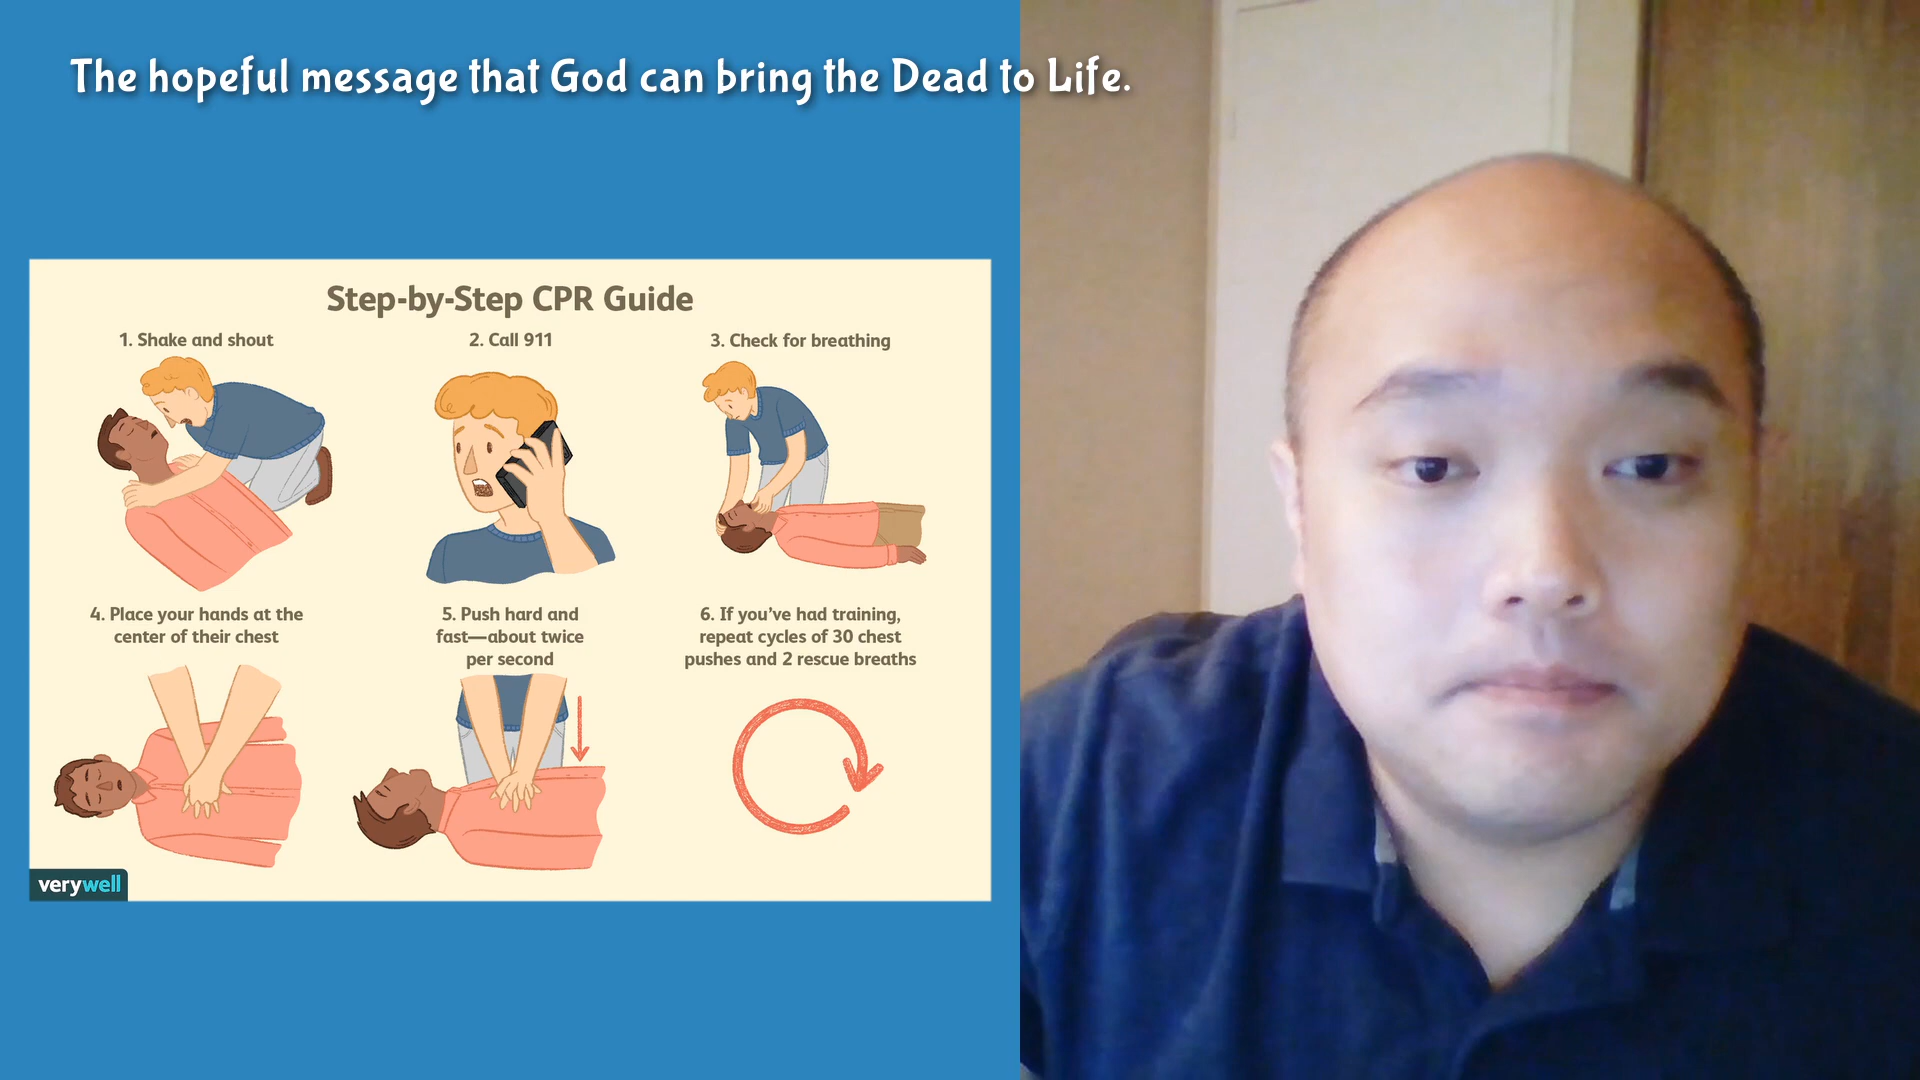 The hopeful message that God can bring the Dead to Life.
Step-by-Step CPR Guide
1. Shake and shout
2. Call 911
3. Check for breathing
4. Place your hands at the
center of their chest
5. Push hard and
fast—about twice
per second
6. If you've had training,
repeat cycles of 30 chest
pushes and 2 rescue breaths
verywell